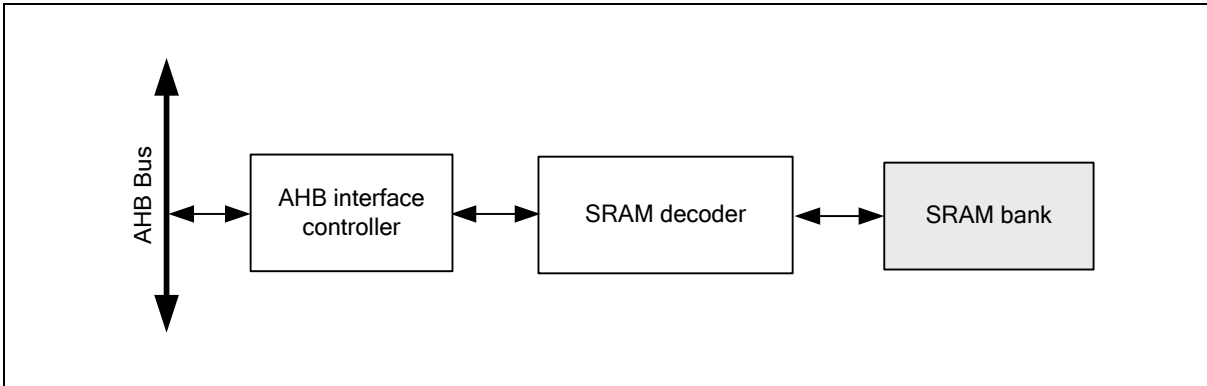 AHB Bus
AHB interface
controller
SRAM decoder
SRAM bank